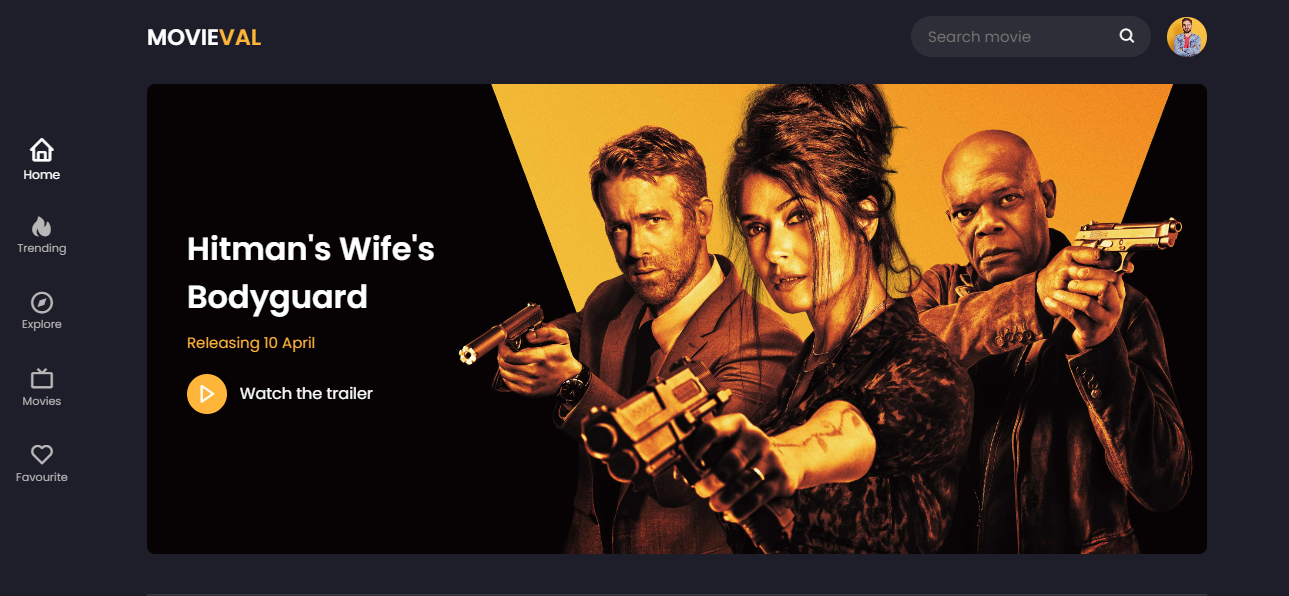 MOVIEVAL
Search movie
Home
Trending
Explore
Movies
Favourite
Hitman's Wife's
Bodyguard
Releasing 10 April
Watch the trailer